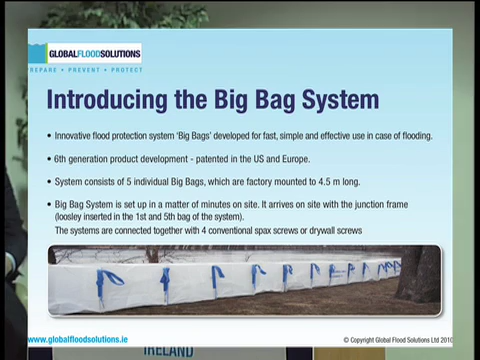 GLOBALFLOODSOLUTIONS
REPARE • PREVENT • PROTECT
Introducing the Big Bag System
• Innovative flood protection system 'Big Bags' developed for fast, simple and effective use in case of flooding.
• 6th generation product development - patented in the US and Europe.
• System consists of 5 individual Big Bags, which are factory mounted to 4.5 m long.
• Big Bag System is set up in a matter of minutes on site. It arrives on site with the junction frame
(loosley inserted in the 1st and 5th bag of the system).
The systems are connected together with 4 conventional spax screws or drywall screws
www.globalfloodsolutions.ie
© Copyright Global Flood Solutions Ltd 2010
IRELAND